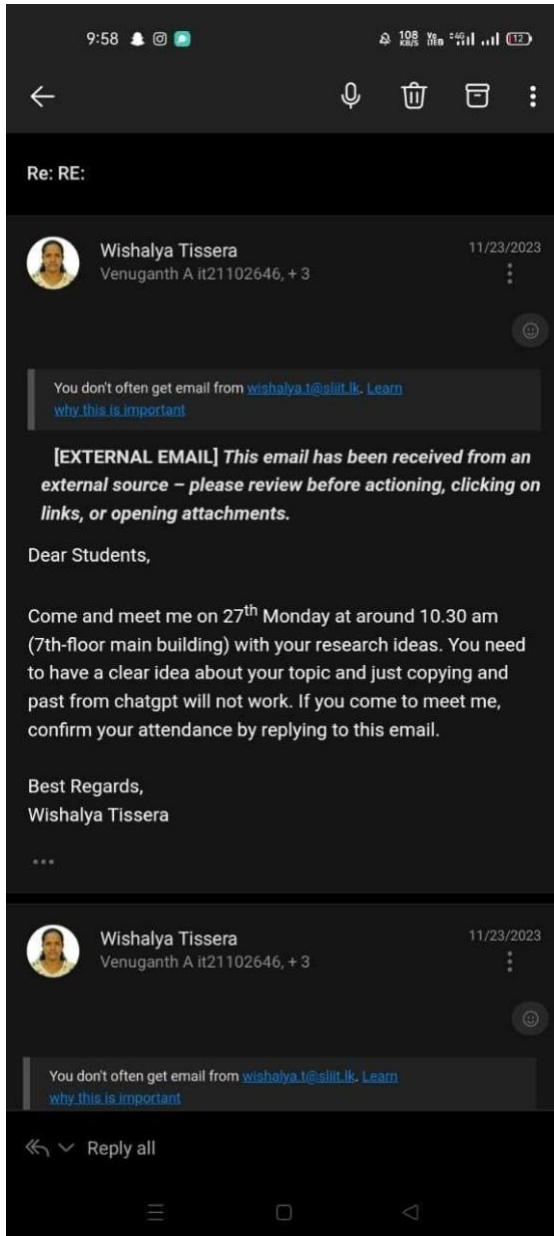 9:58
108 KB/S 4G 12
Re: RE:
Wishalya Tissera
11/23/2023
Venuganth A it21102646, + 3
You don't often get email from wishalya.t@sliit.lk. Learn
why this is important
[EXTERNAL EMAIL] This email has been received from an
external source – please review before actioning, clicking on
links, or opening attachments.
Dear Students,
Come and meet me on 27th Monday at around 10.30 am
(7th-floor main building) with your research ideas. You need
to have a clear idea about your topic and just copying and
past from chatgpt will not work. If you come to meet me,
confirm your attendance by replying to this email.
Best Regards,
Wishalya Tissera
Wishalya Tissera
11/23/2023
Venuganth A it21102646, + 3
You don't often get email from wishalya.t@sliit.lk. Learn
why this is important
Reply all